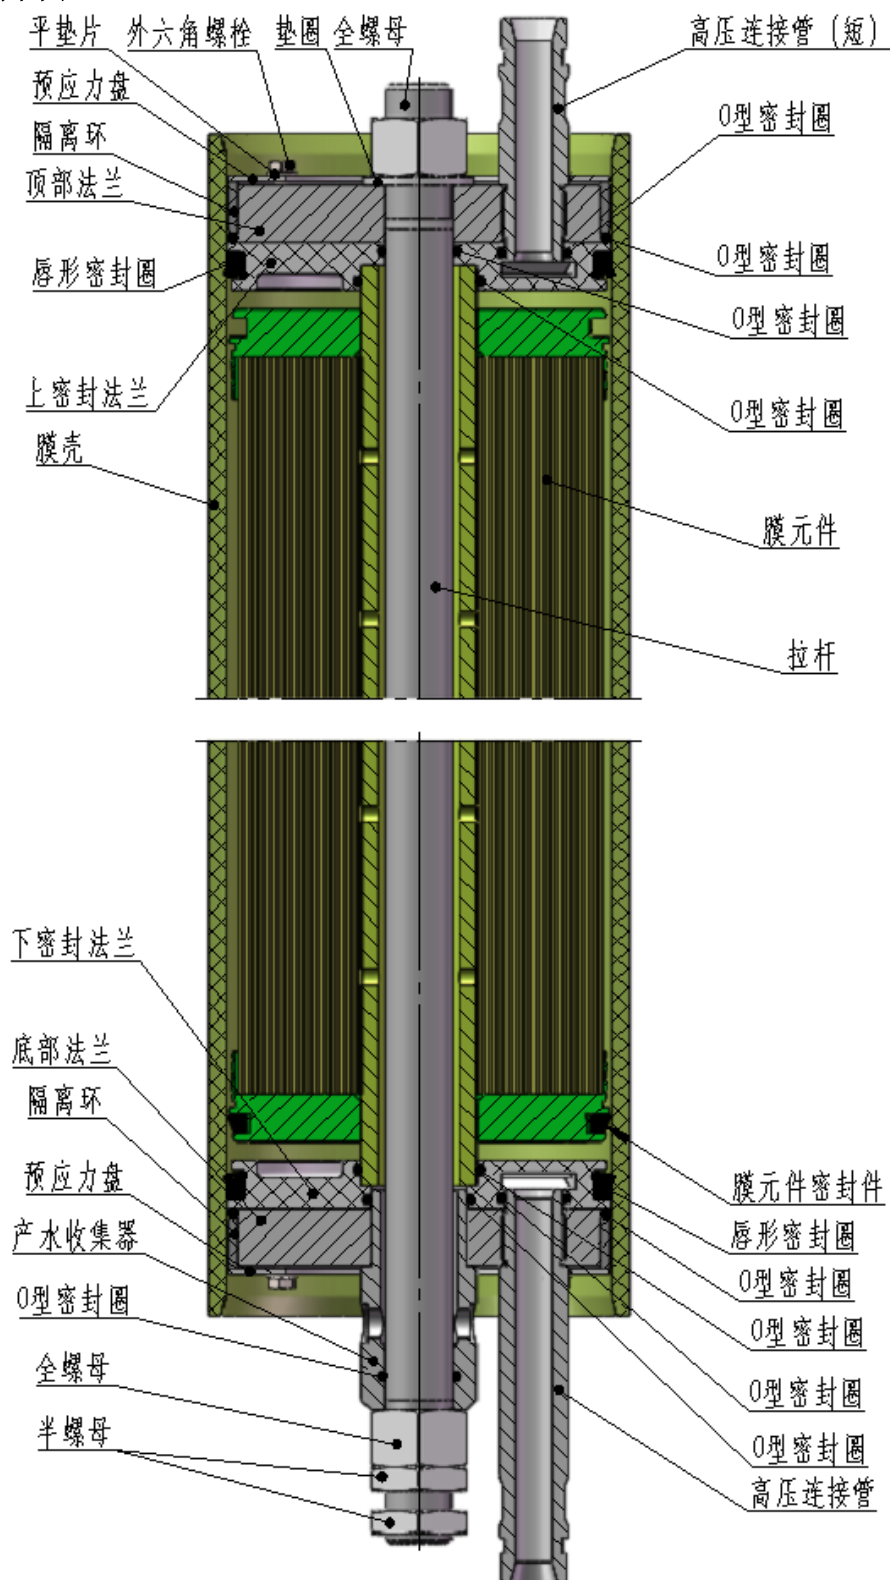 平垫片 外六角螺栓 垫圈 全螺母 高压连接管（短）
预应力盘
隔离环
顶部法兰
唇形密封圈
上密封法兰
膜壳
O型密封圈
O型密封圈
O型密封圈
O型密封圈
膜元件
拉杆
下密封法兰
底部法兰
隔离环
预应力盘
产水收集器
O型密封圈
全螺母
半螺母
膜元件密封件
唇形密封圈
O型密封圈
O型密封圈
O型密封圈
O型密封圈
高压连接管